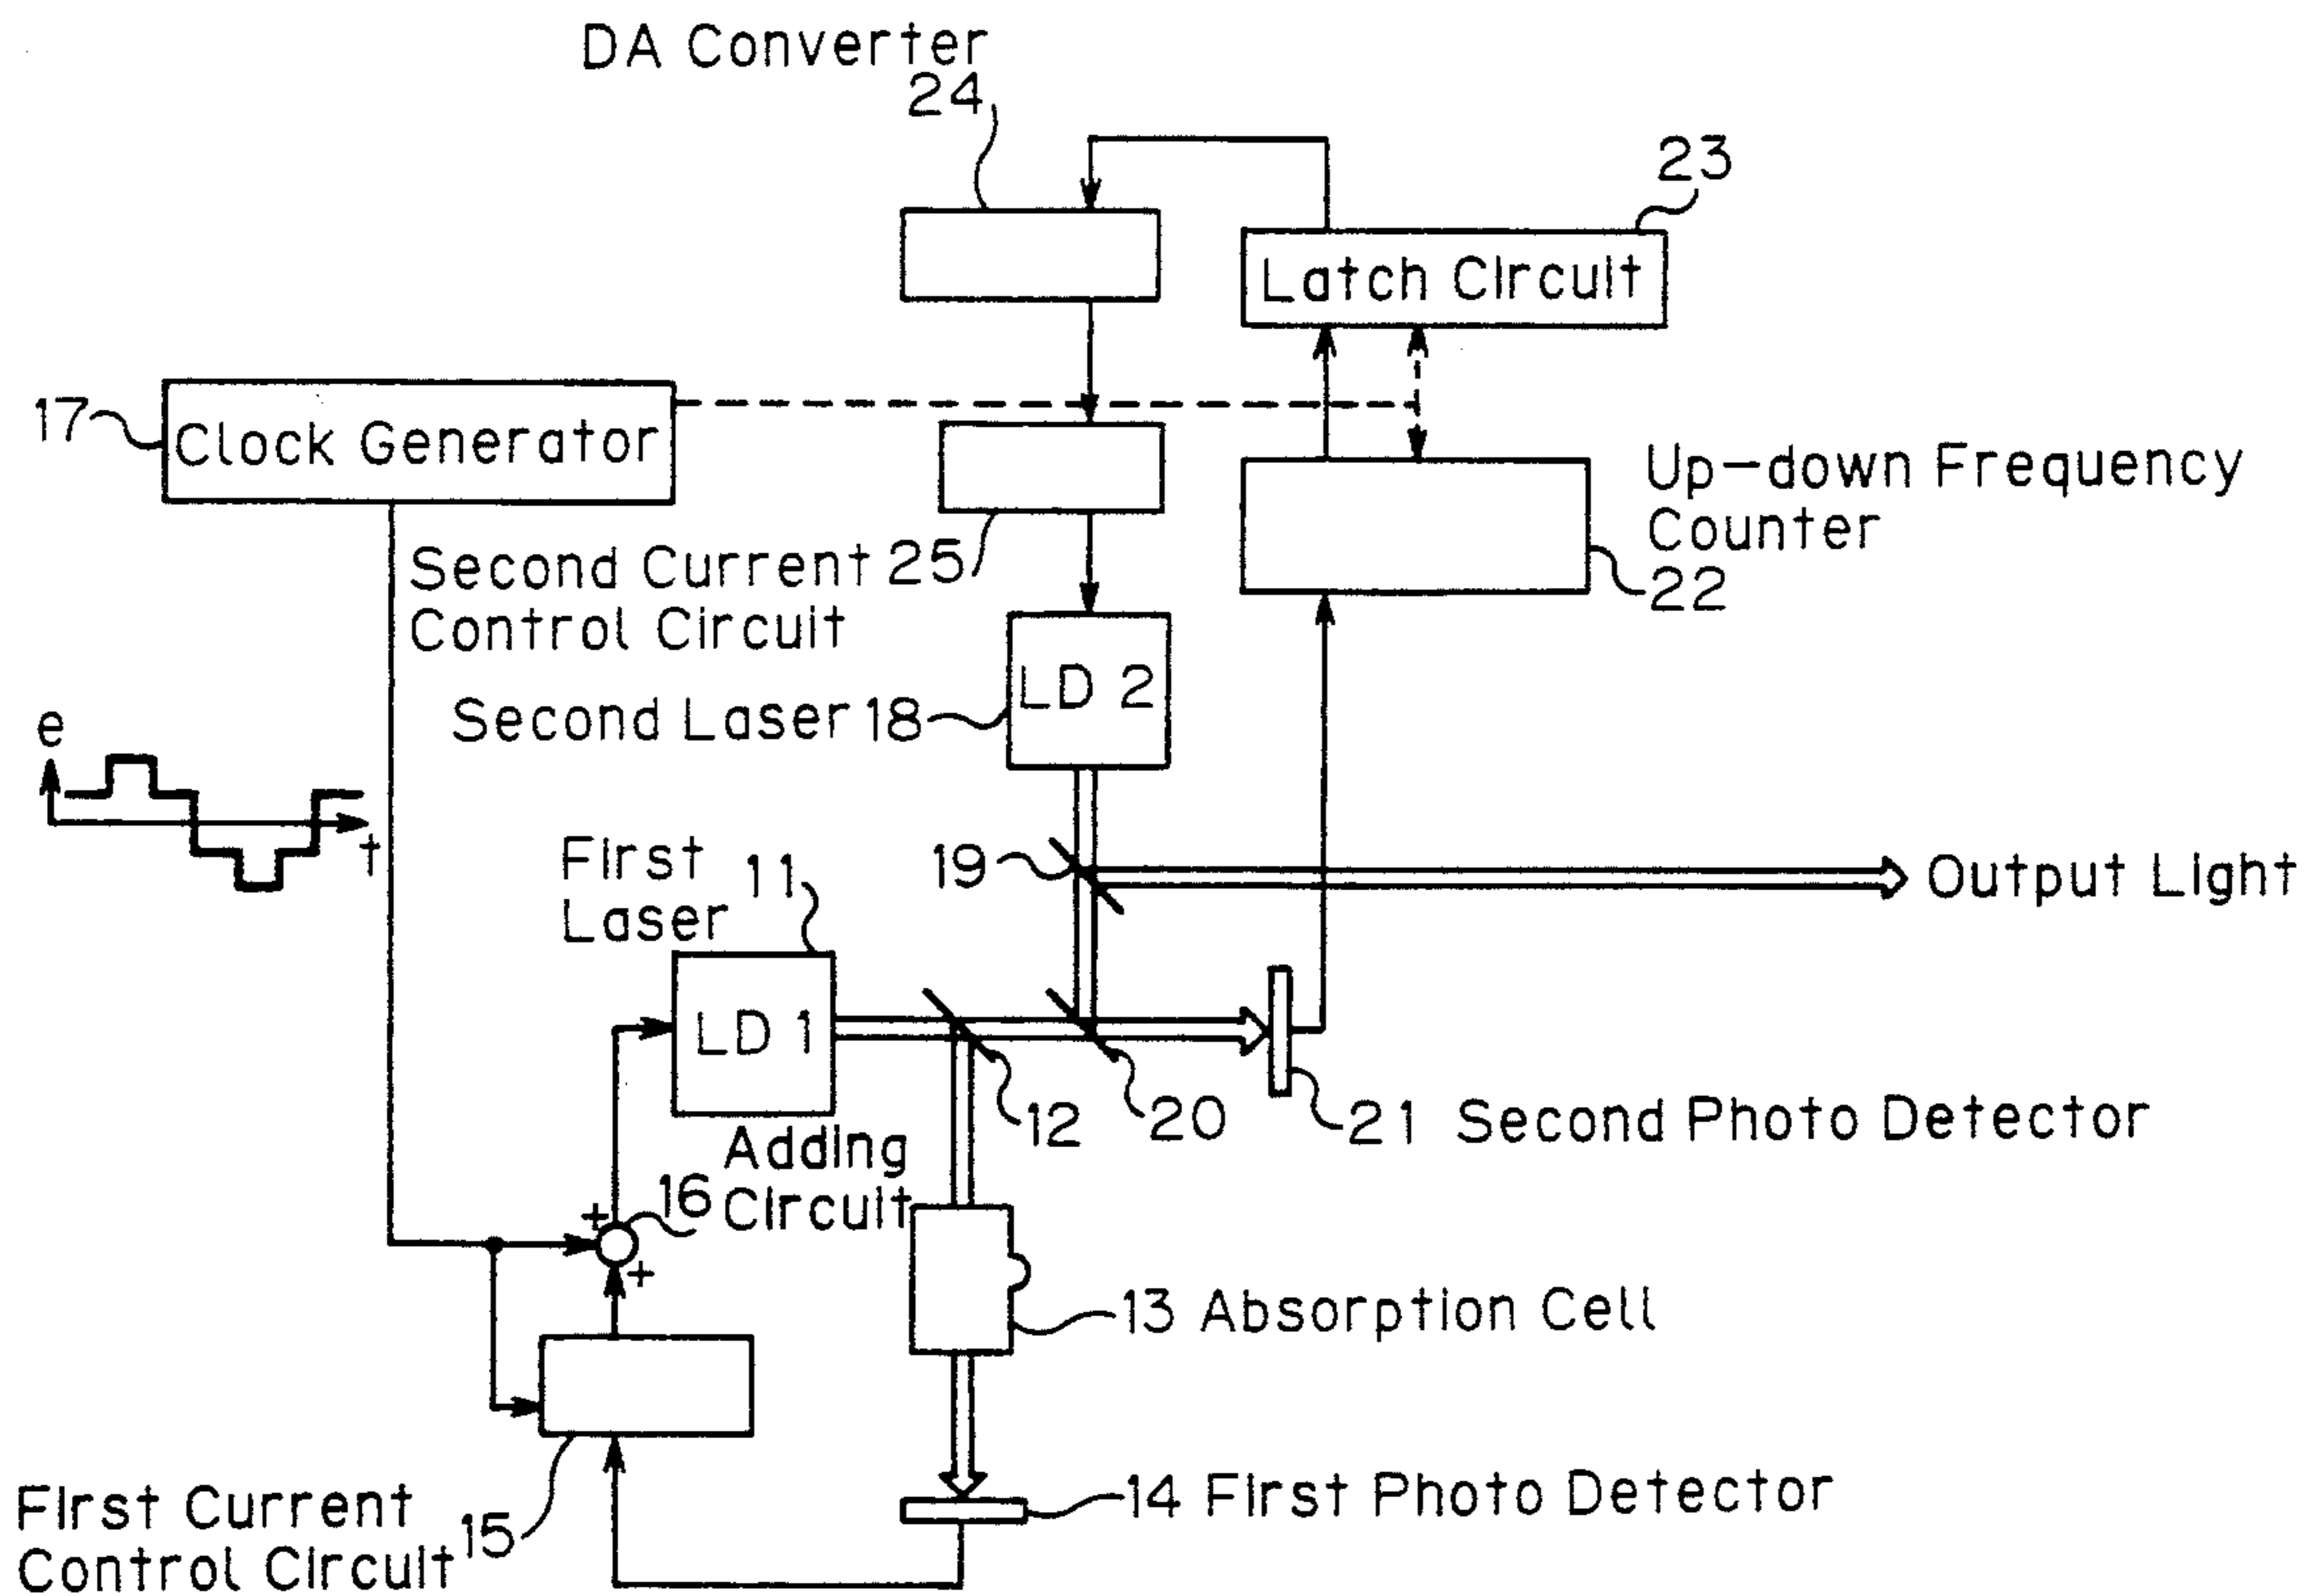 DA Converter
24
23
Latch Circuit
17
Clock Generator
Up-down Frequency
Counter
22
Second Current 25
Control Circuit
LD 2
Second Laser 18
e
t
First
Laser
11
19
Output Light
LD 1
12
20
21 Second Photo Detector
Adding
Circuit
16
+
+
13 Absorption Cell
14 First Photo Detector
First Current
Control Circuit
15